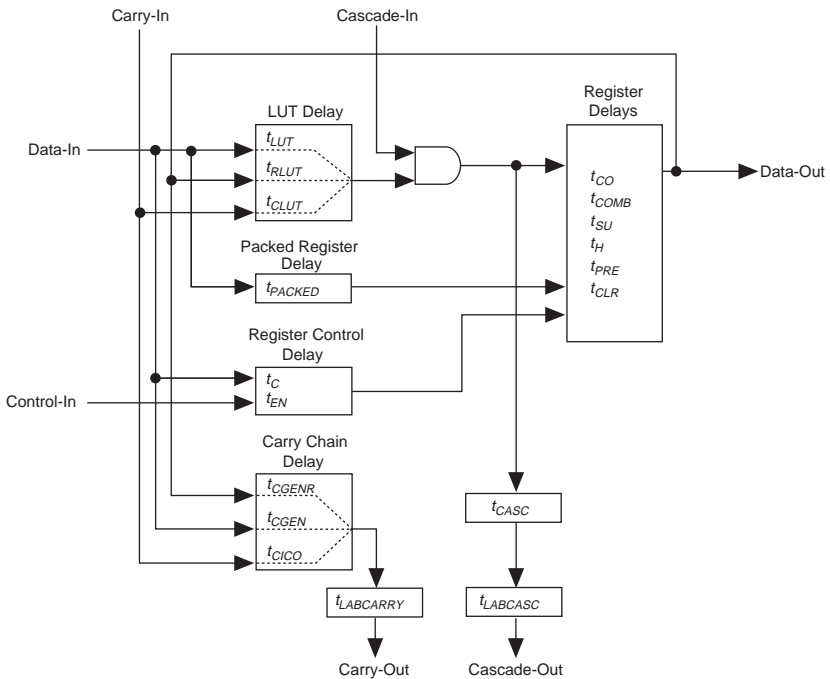 Carry-In
Cascade-In
LUT Delay
Register
Delays
Data-In
tLUT
tRLUT
tCLUT
tCO
tCOMB
tSU
tH
tPRE
tCLR
Data-Out
Packed Register
Delay
tPACKED
Register Control
Delay
tC
tEN
Control-In
Carry Chain
Delay
tCGENR
tCGEN
tCICO
tCASC
tLABCARRY
tLABCASC
Carry-Out
Cascade-Out